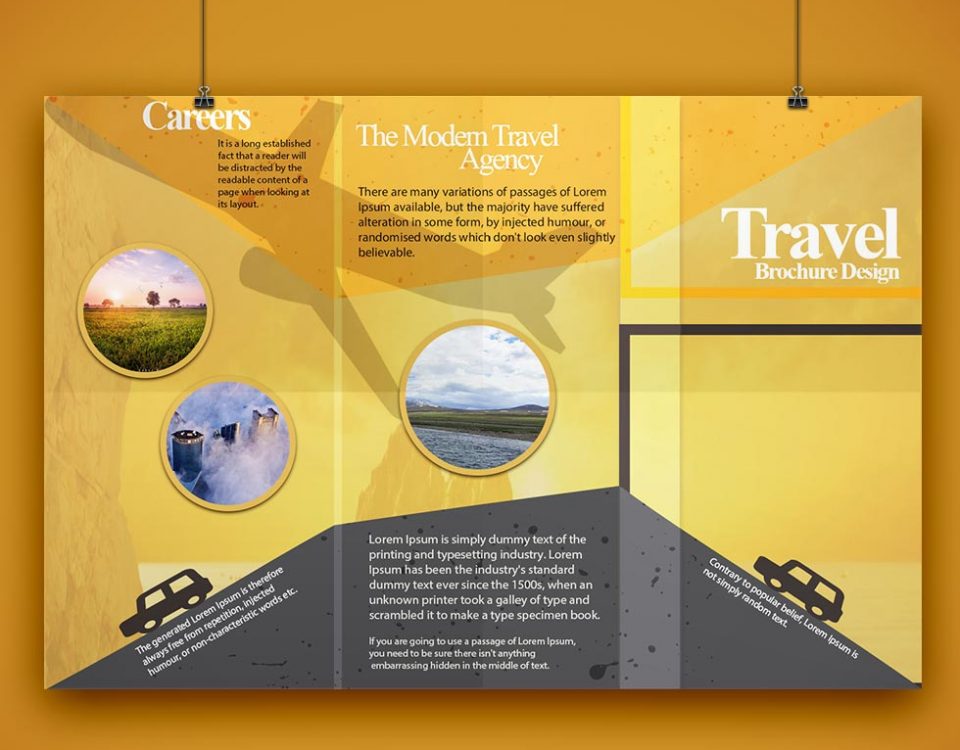 Careers
It is a long established
fact that a reader will
be distracted by the
readable content of a
page when looking at
its layout.
The Modern Travel
Agency
There are many variations of passages of Lorem
Ipsum available, but the majority have suffered
alteration in some form, by injected humour, or
randomised words which don't look even slightly
believable.
Travel
Brochure Design
The generated Lorem Ipsum is therefore
always free from repetition, injected
humour, or non-characteristic words etc.
Lorem Ipsum is simply dummy text of the
printing and typesetting industry. Lorem
Ipsum has been the industry's standard
dummy text ever since the 1500s, when an
unknown printer took a galley of type and
scrambled it to make a type specimen book.
If you are going to use a passage of Lorem Ipsum,
you need to be sure there isn't anything
embarrassing hidden in the middle of text.
Contrary to popular belief, Lorem Ipsum is
not simply random text.